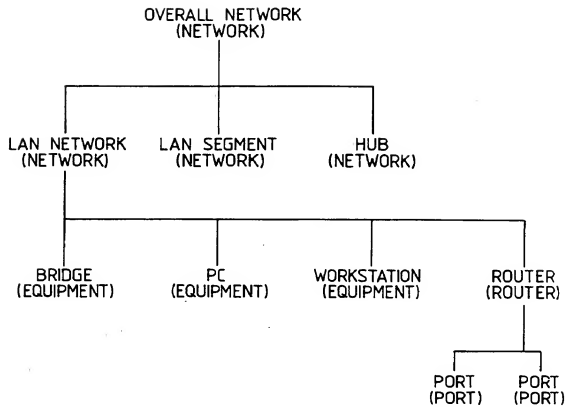 OVERALL NETWORK
(NETWORK)
LAN NETWORK
(NETWORK)
LAN SEGMENT
(NETWORK)
HUB
(NETWORK)
BRIDGE
(EQUIPMENT)
PC
(EQUIPMENT)
WORKSTATION
(EQUIPMENT)
ROUTER
(ROUTER)
PORT
(PORT)
PORT
(PORT)